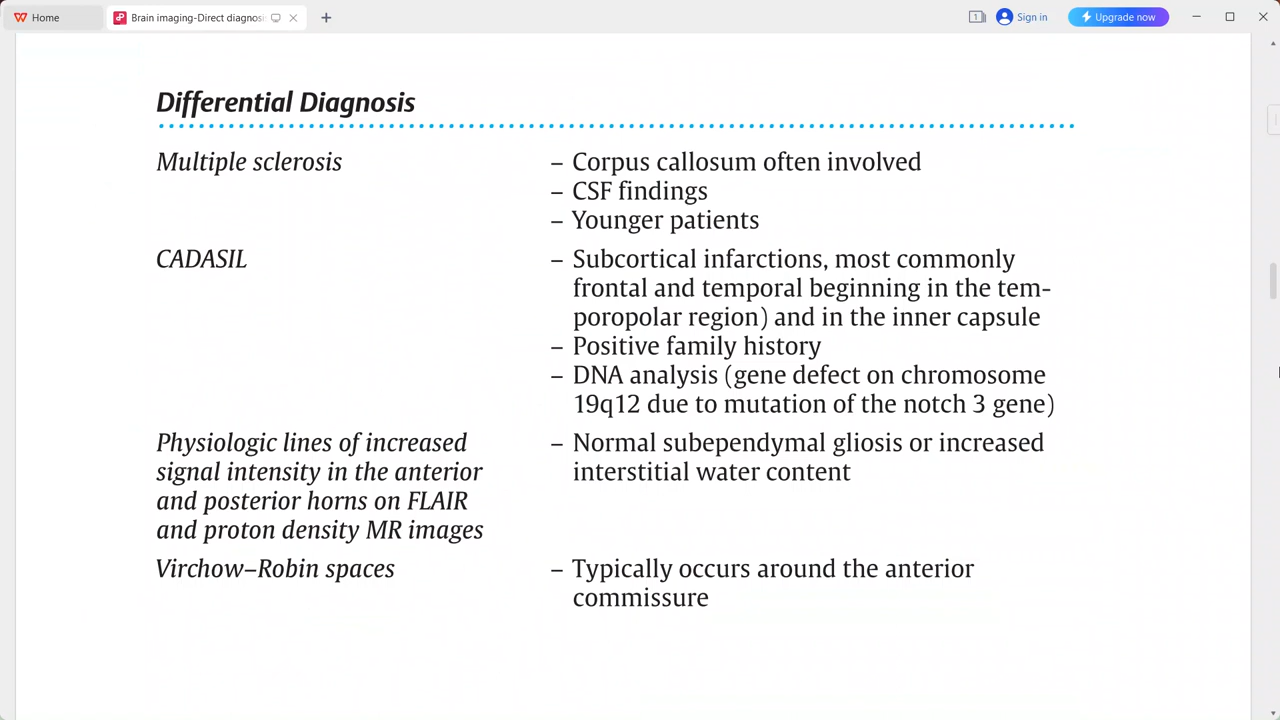 Home
Brain imaging-Direct diagnosi
1
Sign in
Upgrade now
Differential Diagnosis
Multiple sclerosis
– Corpus callosum often involved
– CSF findings
– Younger patients
CADASIL
– Subcortical infarctions, most commonly
frontal and temporal beginning in the tem-
poropolar region) and in the inner capsule
– Positive family history
– DNA analysis (gene defect on chromosome
19q12 due to mutation of the notch 3 gene)
Physiologic lines of increased
signal intensity in the anterior
and posterior horns on FLAIR
and proton density MR images
– Normal subependymal gliosis or increased
interstitial water content
Virchow–Robin spaces
– Typically occurs around the anterior
commissure